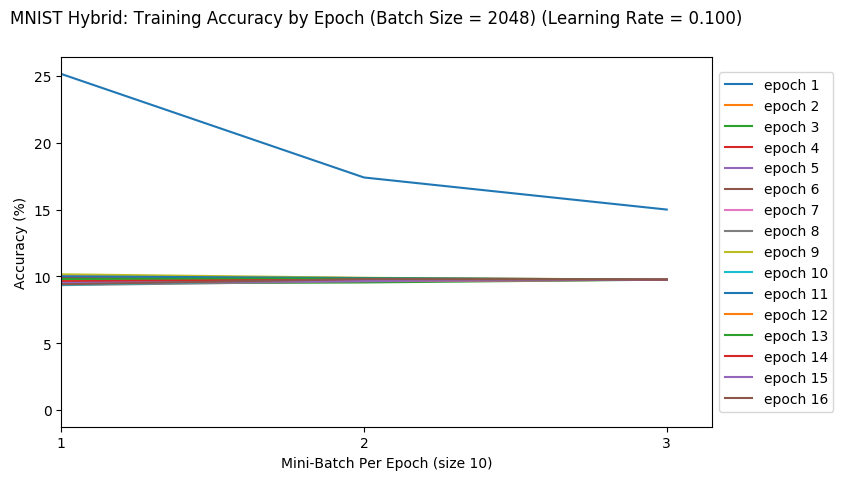 MNIST Hybrid: Training Accuracy by Epoch (Batch Size = 2048) (Learning Rate = 0.100)
25
20
15
10
5
0
Accuracy (%)
1
2
3
Mini-Batch Per Epoch (size 10)
epoch 1
epoch 2
epoch 3
epoch 4
epoch 5
epoch 6
epoch 7
epoch 8
epoch 9
epoch 10
epoch 11
epoch 12
epoch 13
epoch 14
epoch 15
epoch 16